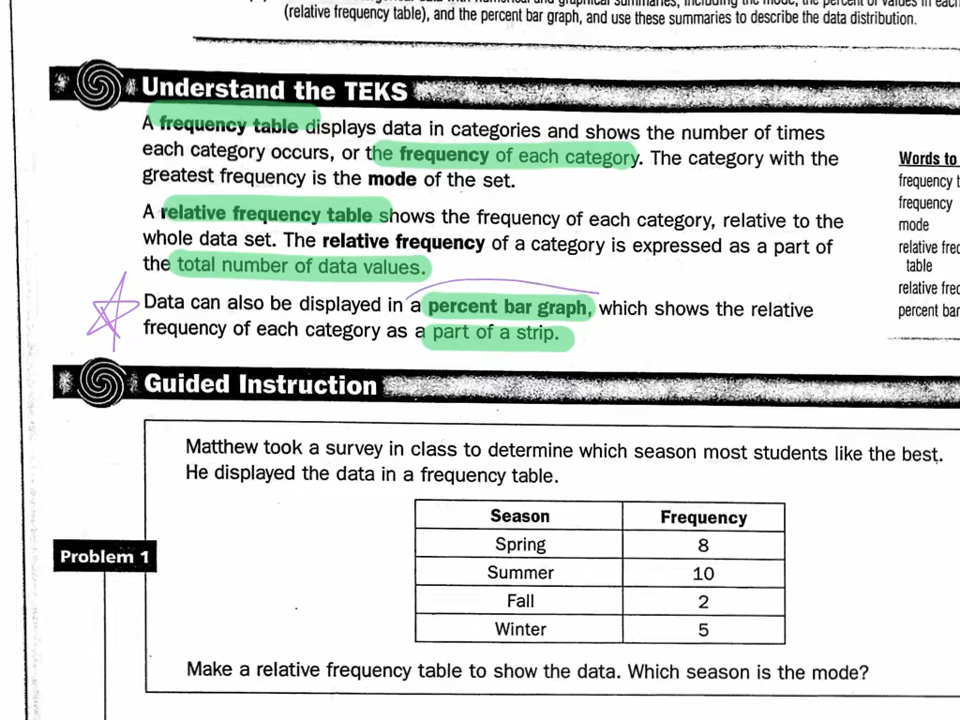 (relative frequency table), and the percent bar graph, and use these summaries to describe the data distribution.
Understand the TEKS
A frequency table displays data in categories and shows the number of times
each category occurs, or the frequency of each category. The category with the
greatest frequency is the mode of the set.
A relative frequency table shows the frequency of each category, relative to the
whole data set. The relative frequency of a category is expressed as a part of
the total number of data values.
Data can also be displayed in a percent bar graph, which shows the relative
frequency of each category as a part of a strip.
Words to
frequency t
frequency
mode
relative freq
table
relative freq
percent bar
Guided Instruction
Problem 1
Matthew took a survey in class to determine which season most students like the best.
He displayed the data in a frequency table.
Season Frequency
Spring 8
Summer 10
Fall 2
Winter 5
Make a relative frequency table to show the data. Which season is the mode?